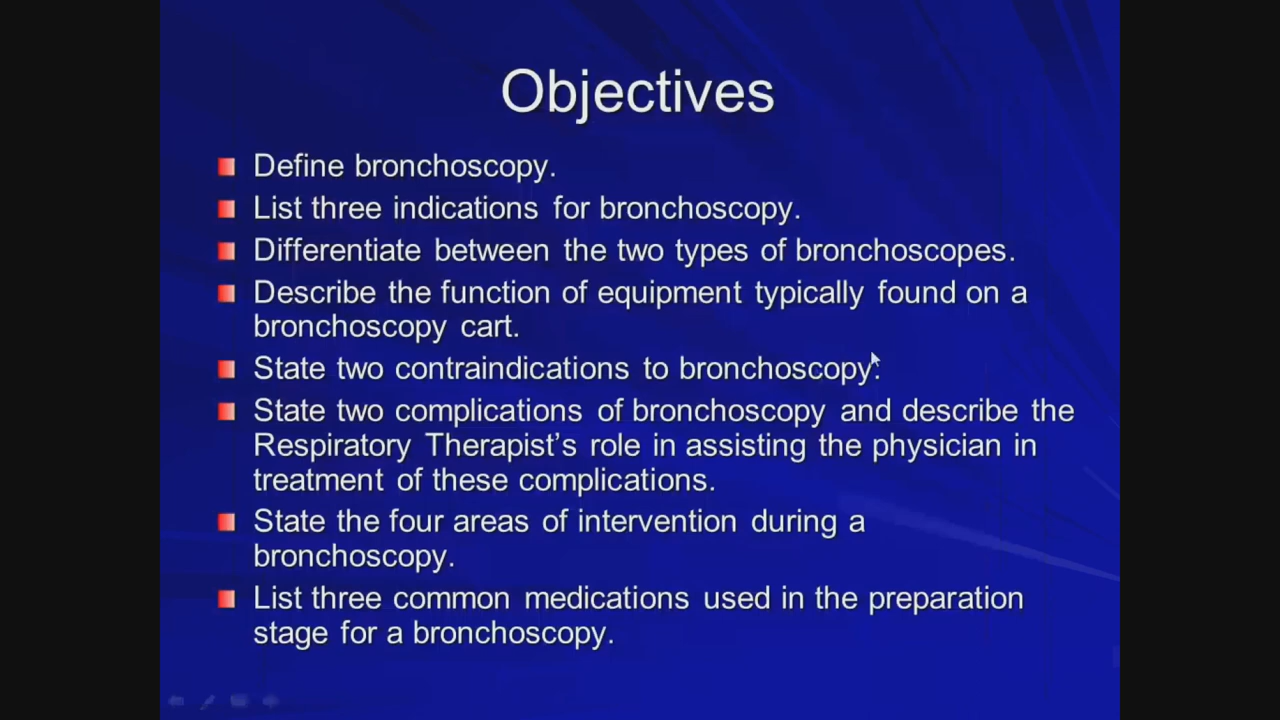 Objectives
Define bronchoscopy.
List three indications for bronchoscopy.
Differentiate between the two types of bronchoscopes.
Describe the function of equipment typically found on a
bronchoscopy cart.
State two contraindications to bronchoscopy.
State two complications of bronchoscopy and describe the
Respiratory Therapist’s role in assisting the physician in
treatment of these complications.
State the four areas of intervention during a
bronchoscopy.
List three common medications used in the preparation
stage for a bronchoscopy.